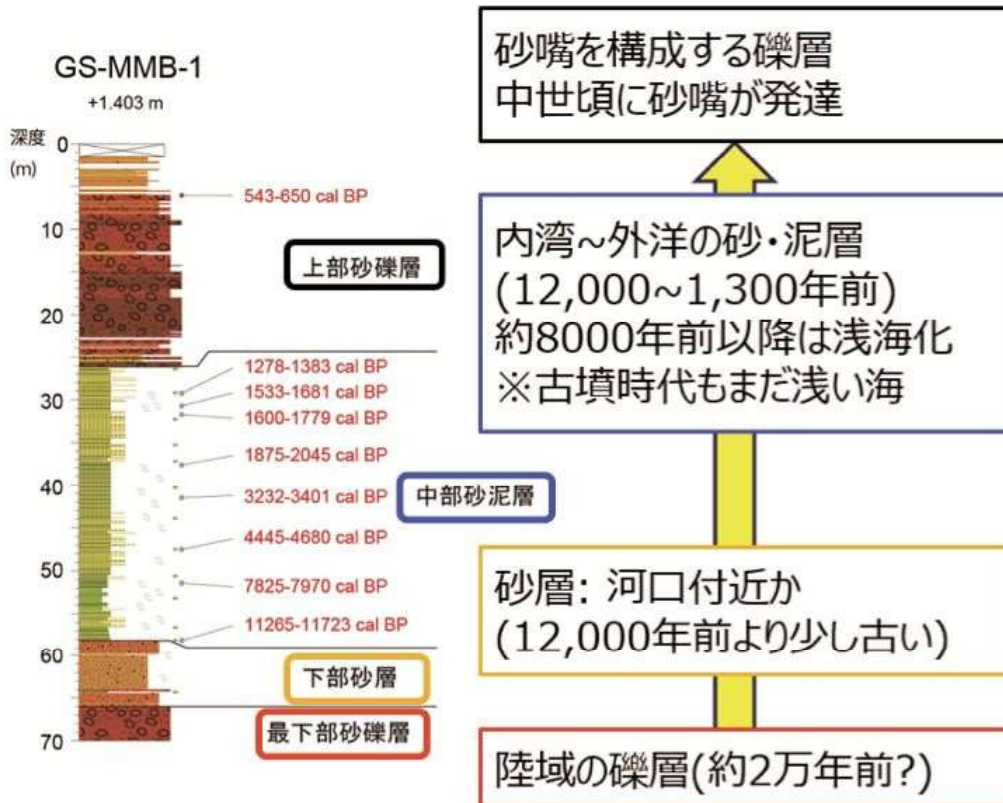 GS-MMB-1
+1.403 m
深度
(m)
0
10
20
30
40
50
60
70
543-650 cal BP
上部砂礫層
1278-1383 cal BP
1533-1681 cal BP
1600-1779 cal BP
1875-2045 cal BP
3232-3401 cal BP
中部砂泥層
4445-4680 cal BP
7825-7970 cal BP
11265-11723 cal BP
下部砂層
最下部砂礫層
砂嘴を構成する礫層
中世頃に砂嘴が発達
内湾~外洋の砂・泥層
(12,000~1,300年前)
約8000年前以降は浅海化
※古墳時代もまだ浅い海
砂層: 河口付近か
(12,000年前より少し古い)
陸域の礫層(約2万年前?)